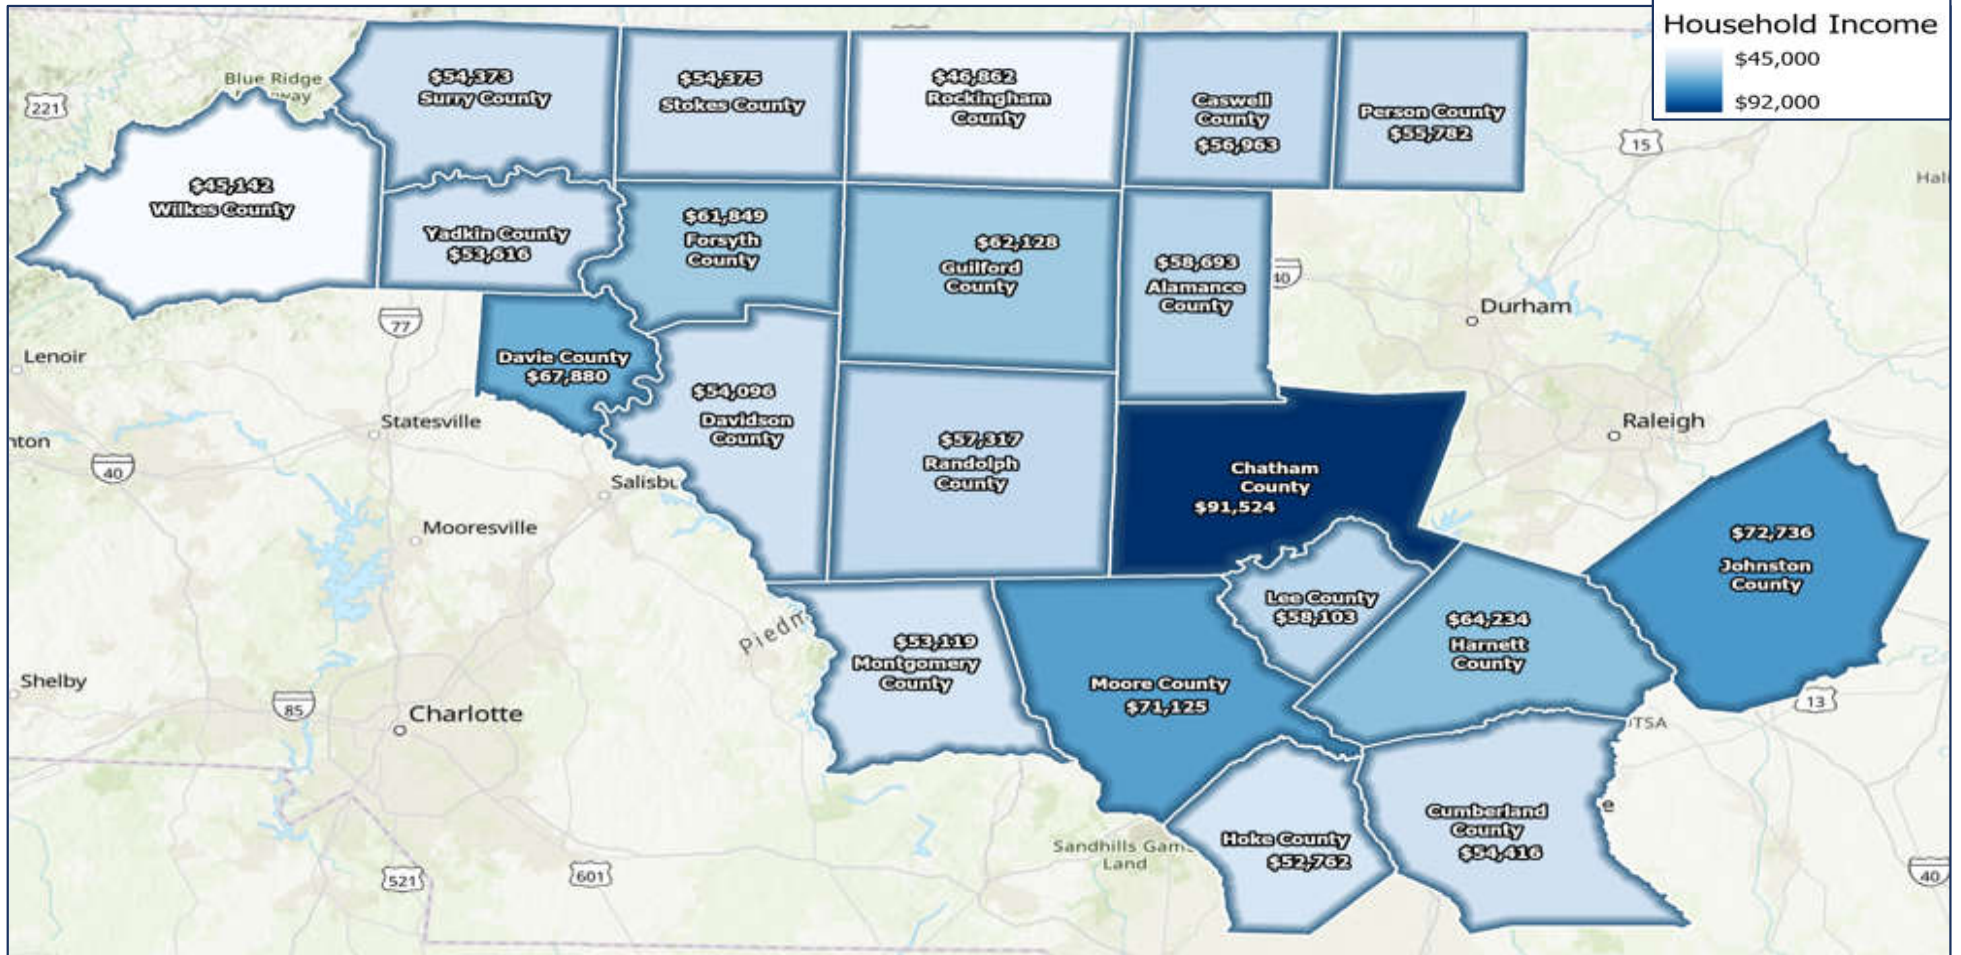 Household Income
$45,000
$92,000
Blue Ridge
221
$54,373
Surry County
$54,375
Stokes County
$46,862
Rockingham
County
Caswell
County
$56,963
Person County
$55,782
15
$45,142
Wilkes County
Yadkin County
$53,616
$61,849
Forsyth
County
$62,128
Guilford
County
$58,693
Alamance
County
40
Durham
77
Lenoir
Davie County
$67,880
$54,096
Davidson
County
Statesville
nton
40
$57,317
Randolph
County
Chatham
County
$91,524
Raleigh
Salisbu
Mooresville
$72,736
Johnston
County
Lee County
$58,103
$64,234
Harnett
County
Piedm
$53,119
Montgomery
County
Moore County
$71,125
Shelby
85
Charlotte
13
TSA
Cumberland
County
$54,416
e
Hoke County
$52,762
Sandhills Gam
Land
521
601
40